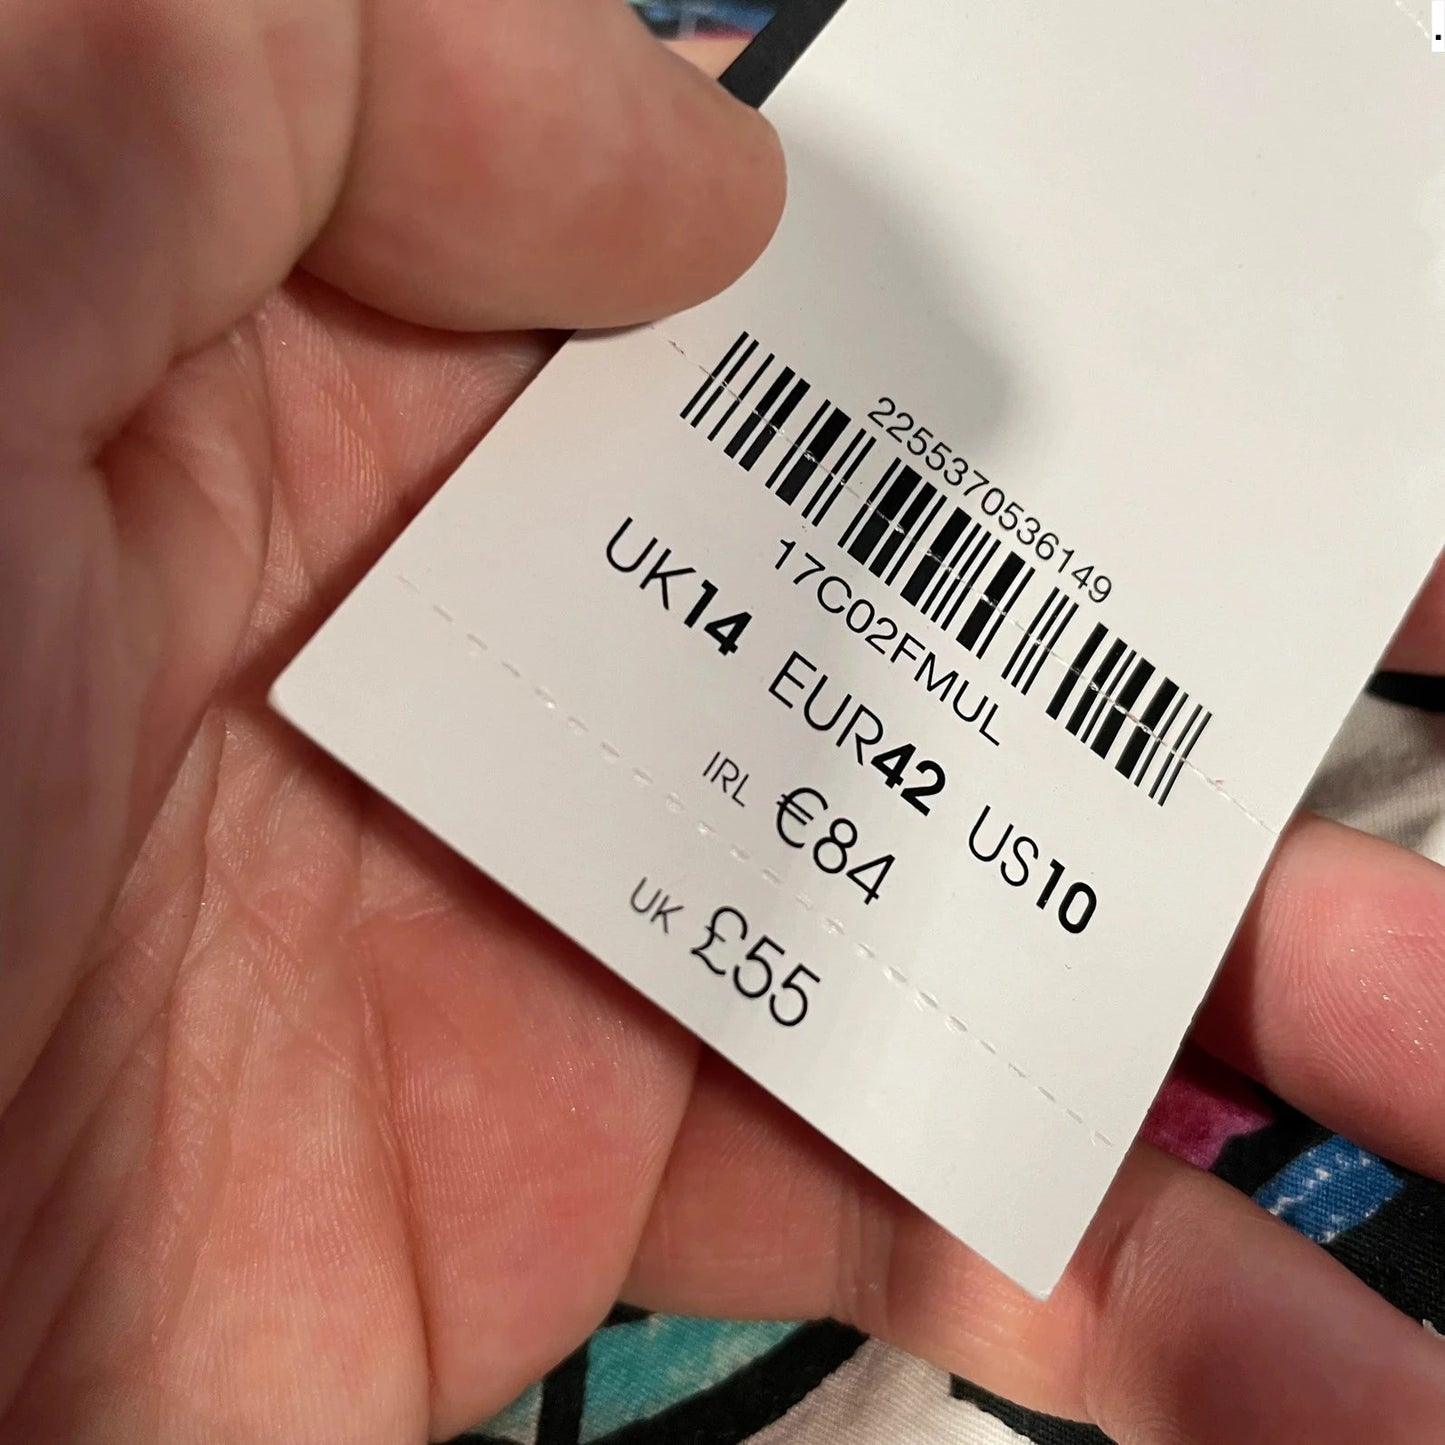 2255370536149
17C02FMUL
UK14 EUR42 US10
IRL €84
UK £55